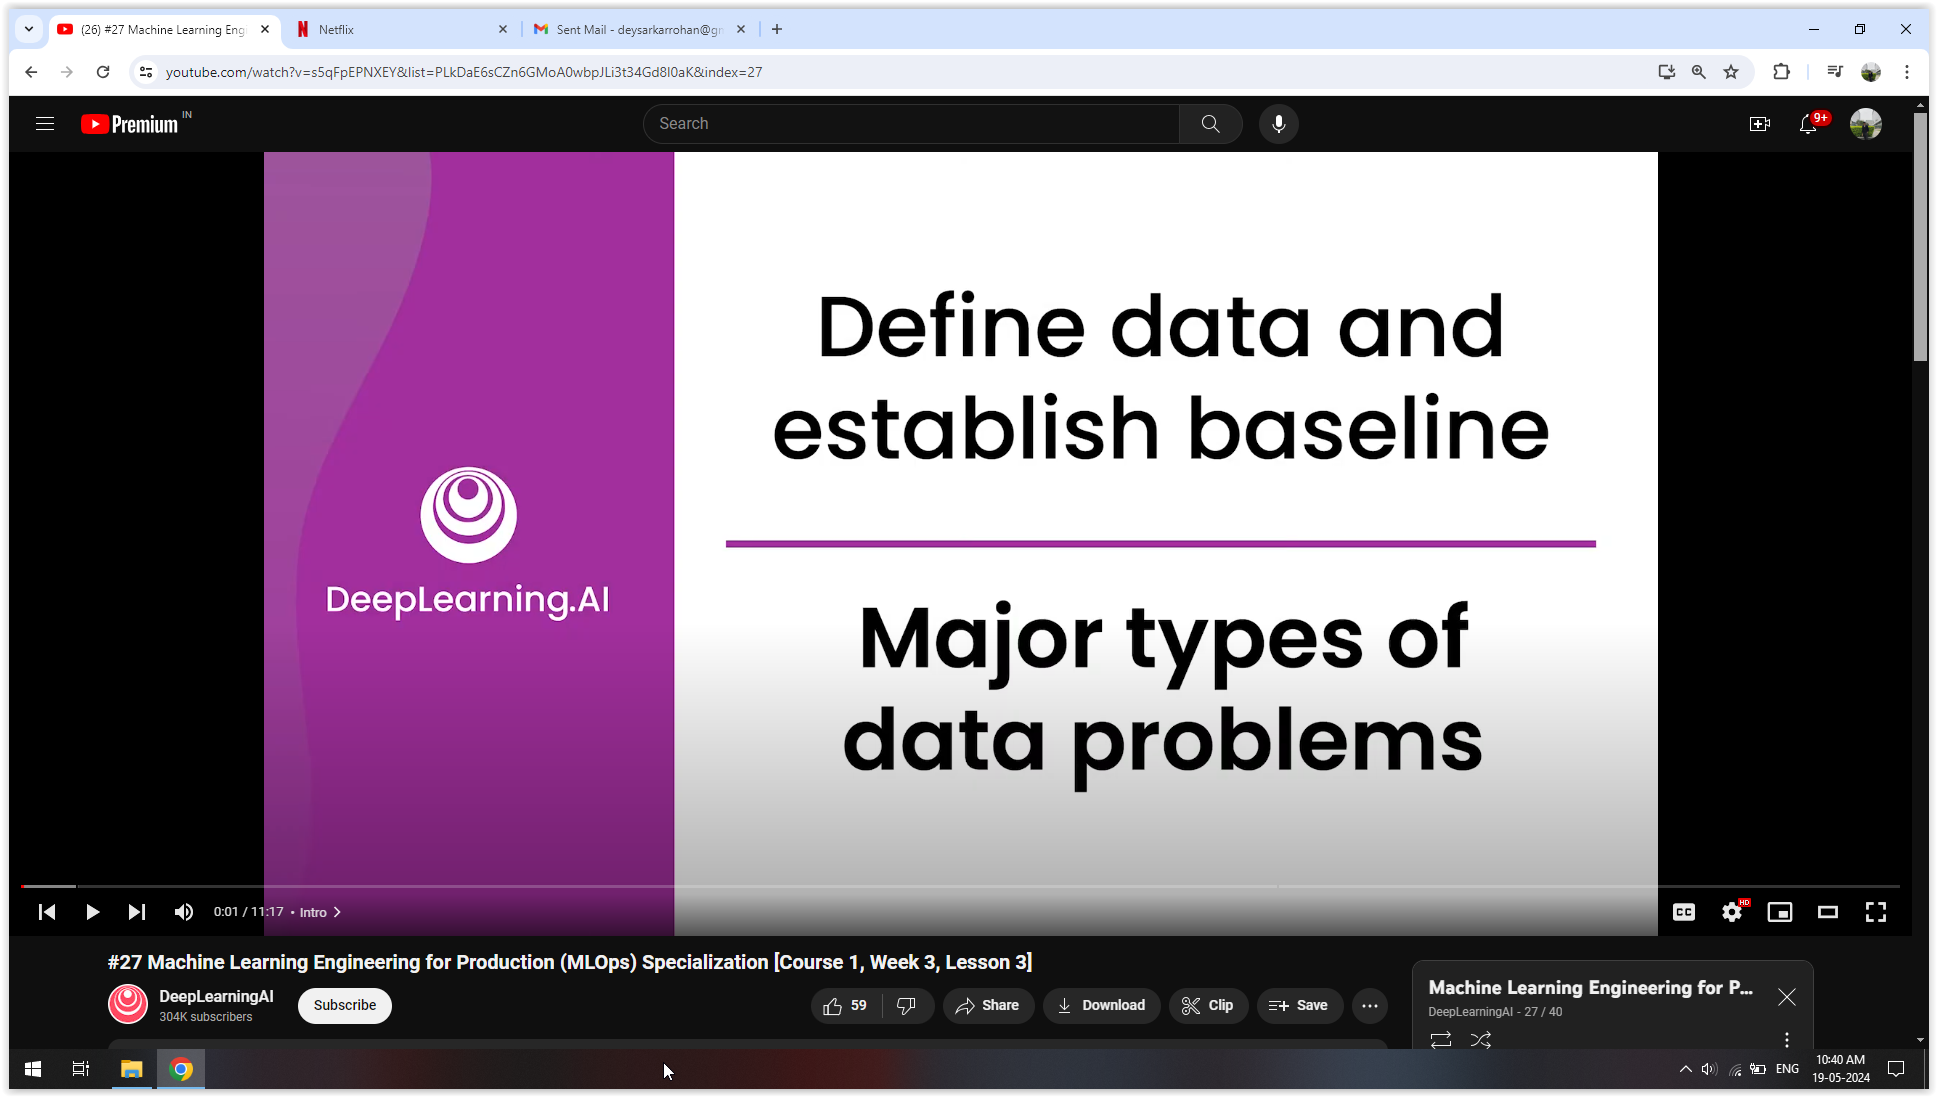 (26) #27 Machine Learning Eng
Netflix
Sent Mail - deysarkarrohan@gm
youtube.com/watch?v=s5qFpEPNXEY&list=PLkDaE6sCZn6GMoA0wbpJLi3t34Gd8l0aK&index=27
Premium IN
Search
9+
Define data and
establish baseline
DeepLearning.AI
Major types of
data problems
0:01 / 11:17 • Intro
CC
HD
#27 Machine Learning Engineering for Production (MLOps) Specialization [Course 1, Week 3, Lesson 3]
DeepLearningAI
304K subscribers
Subscribe
59
Share
Download
Clip
Save
Machine Learning Engineering for P...
DeepLearningAI - 27 / 40
ENG
10:40 AM
19-05-2024